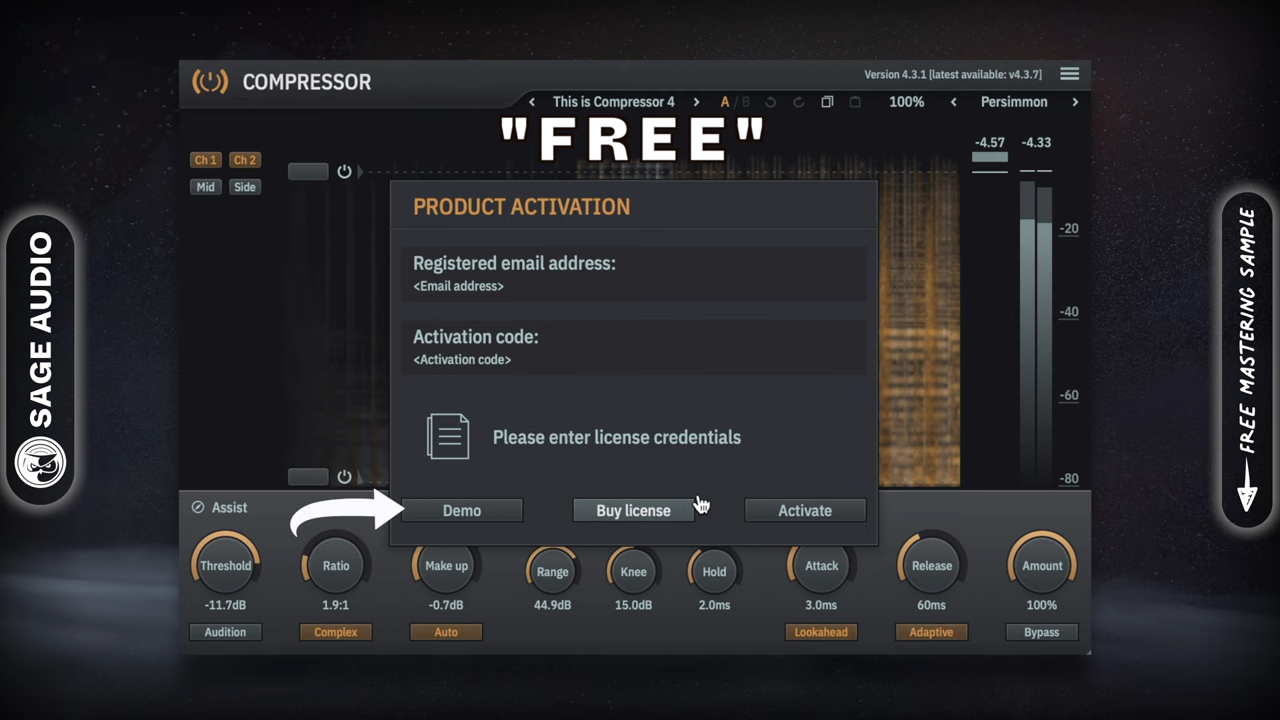 COMPRESSOR
Version 4.3.1 [latest available: v4.3.7]
< This is Compressor 4 > A / B 100% < Persimmon >
"FREE"
-4.57 -4.33
Ch 1 Ch 2
Mid Side
PRODUCT ACTIVATION
Registered email address:
<Email address>
Activation code:
<Activation code>
Please enter license credentials
Demo Buy license Activate
-20
-40
-60
-80
Assist
Threshold Ratio Make up Range Knee Hold Attack Release Amount
-11.7dB 1.9:1 -0.7dB 44.9dB 15.0dB 2.0ms 3.0ms 60ms 100%
Audition Complex Auto Lookahead Adaptive Bypass
SAGE AUDIO
FREE MASTERING SAMPLE